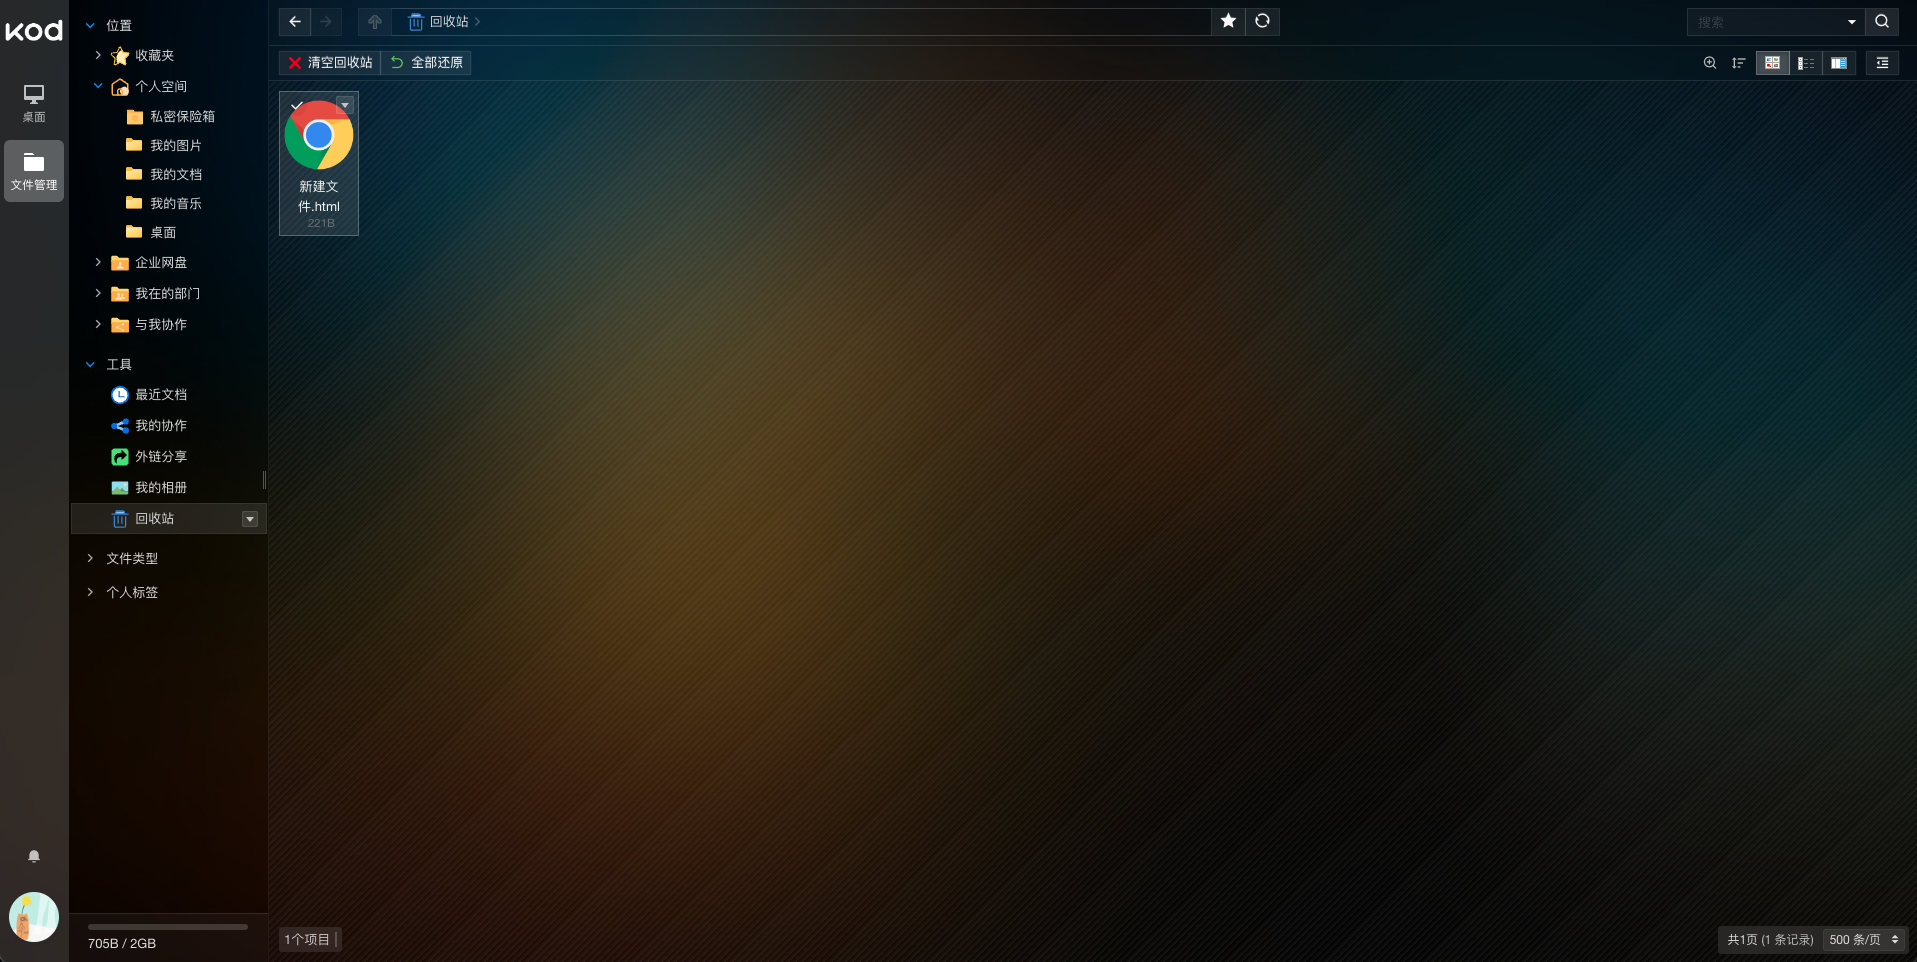 kod
桌面
文件管理
位置
收藏夹
个人空间
私密保险箱
我的图片
我的文档
我的音乐
桌面
企业网盘
我在的部门
与我协作
工具
最近文档
我的协作
外链分享
我的相册
回收站
文件类型
个人标签
705B / 2GB
回收站
搜索
清空回收站
全部还原
新建文
件.html
221B
1个项目
共1页 (1 条记录)
500 条/页